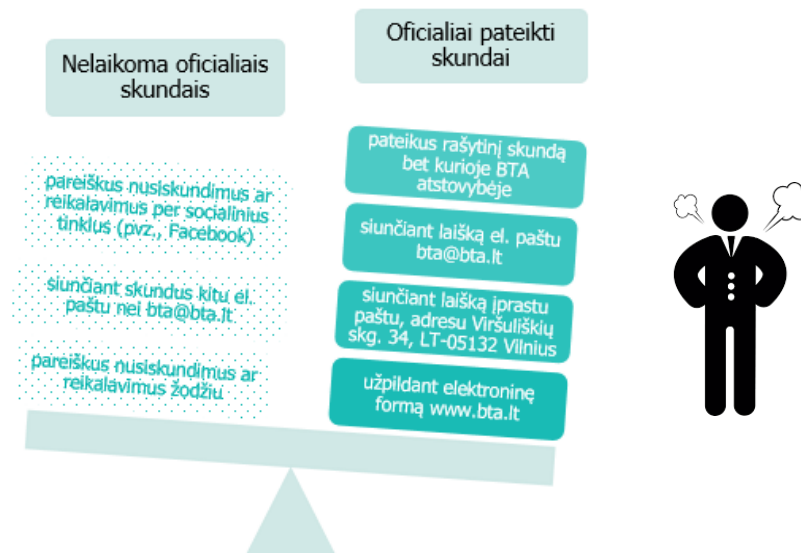 Nelaikoma oficialiais
skundais
pareiškus nusiskundimus ar
reikalavimus per socialinius
tinklus (pvz., Facebook)
siunčiant skundus kitu el.
paštu nei bta@bta.lt
pareiškus nusiskundimus ar
reikalavimus žodžiu
Oficialiai pateikti
skundai
pateikus rašytinį skundą
bet kurioje BTA
atstovybėje
siunčiant laišką el. paštu
bta@bta.lt
siunčiant laišką įprastu
paštu, adresu Viršuliškių
skg. 34, LT-05132 Vilnius
užpildant elektroninę
formą www.bta.lt